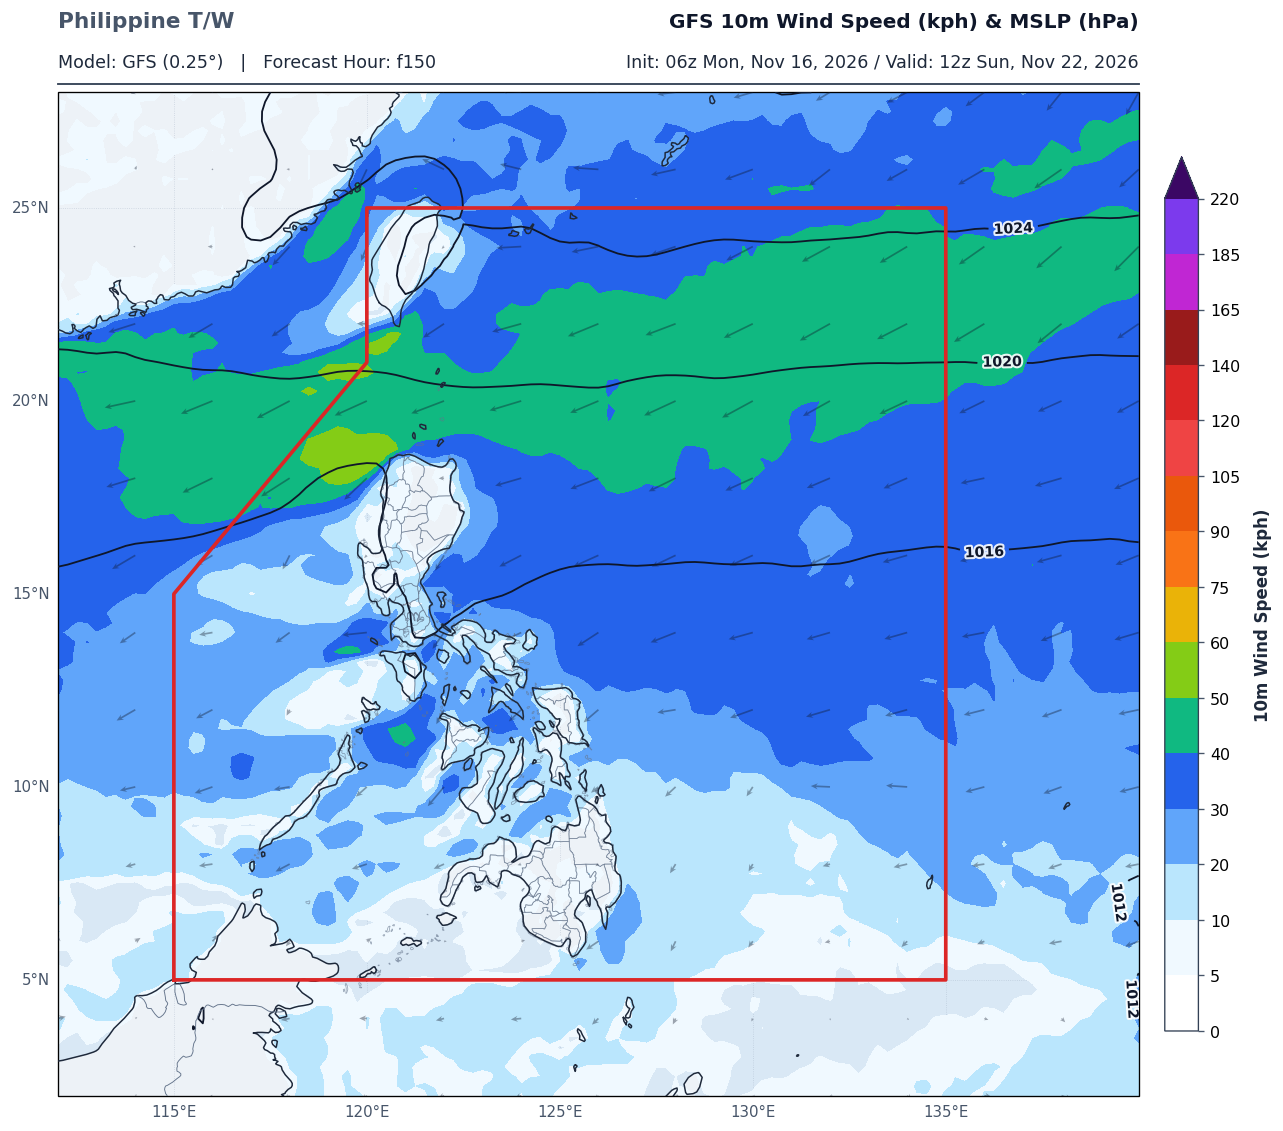 Philippine T/W
GFS 10m Wind Speed (kph) & MSLP (hPa)
Model: GFS (0.25°) | Forecast Hour: f150
Init: 06z Mon, Nov 16, 2026 / Valid: 12z Sun, Nov 22, 2026
25°N
20°N
15°N
10°N
5°N
115°E
120°E
125°E
130°E
135°E
1024
1020
1016
1012
1012
220
185
165
140
120
105
90
75
60
50
40
30
20
10
5
0
10m Wind Speed (kph)